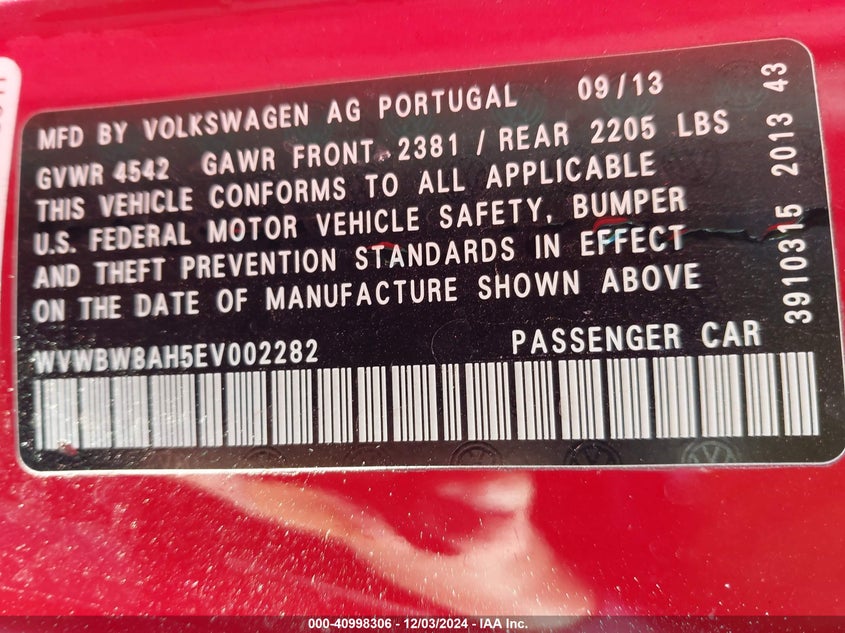 MFD BY VOLKSWAGEN AG PORTUGAL 09/13
GVWR 4542 GAWR FRONT 2381 / REAR 2205 LBS
THIS VEHICLE CONFORMS TO ALL APPLICABLE
U.S. FEDERAL MOTOR VEHICLE SAFETY, BUMPER
AND THEFT PREVENTION STANDARDS IN EFFECT
ON THE DATE OF MANUFACTURE SHOWN ABOVE
WVWBW8AH5EV002282 PASSENGER CAR
3910315 2013 43
000-40998306 - 12/03/2024 - IAA Inc.